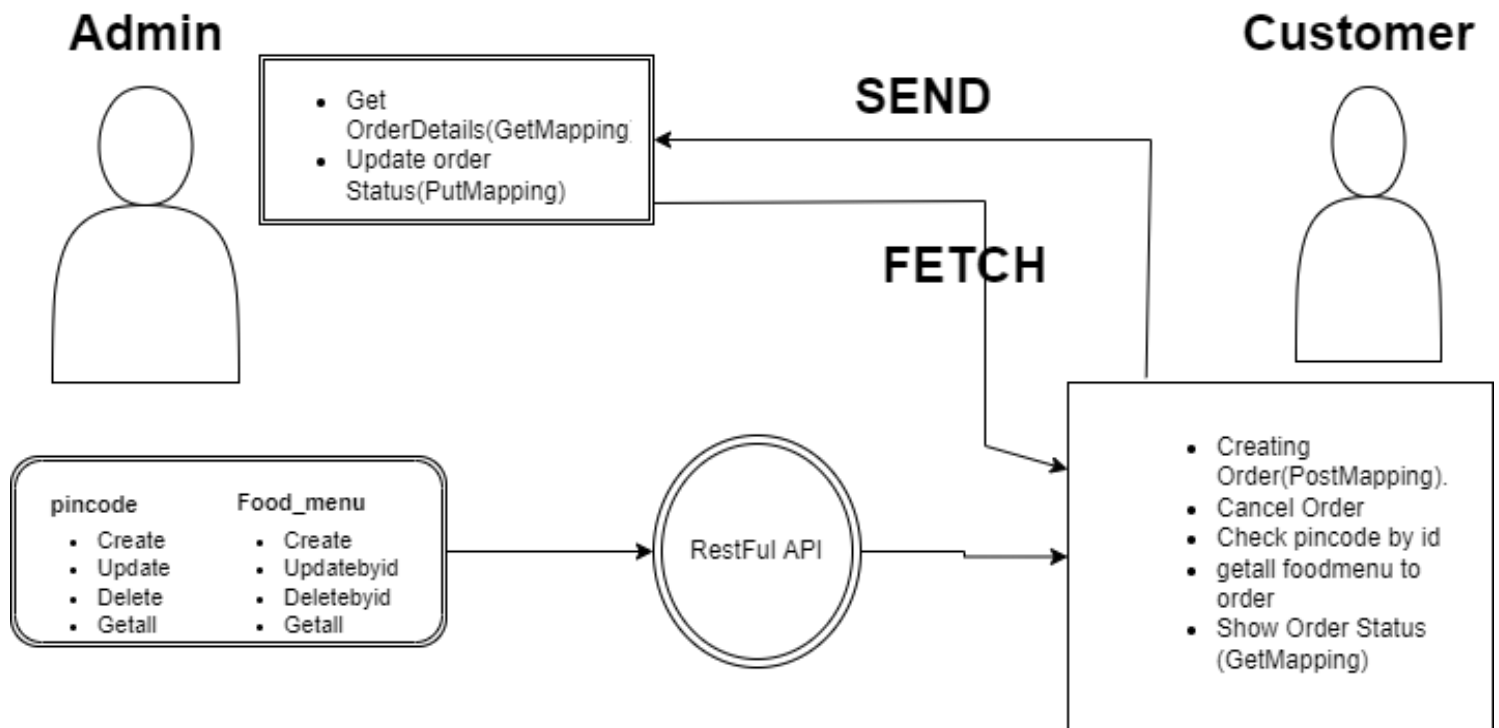 Admin
Customer
• Get
OrderDetails(GetMapping)
• Update order
Status(PutMapping)
SEND
FETCH
pincode
• Create
• Update
• Delete
• Getall
Food_menu
• Create
• Updatebyid
• Deletebyid
• Getall
RestFul API
• Creating
Order(PostMapping).
• Cancel Order
• Check pincode by id
• getall foodmenu to
order
• Show Order Status
(GetMapping)